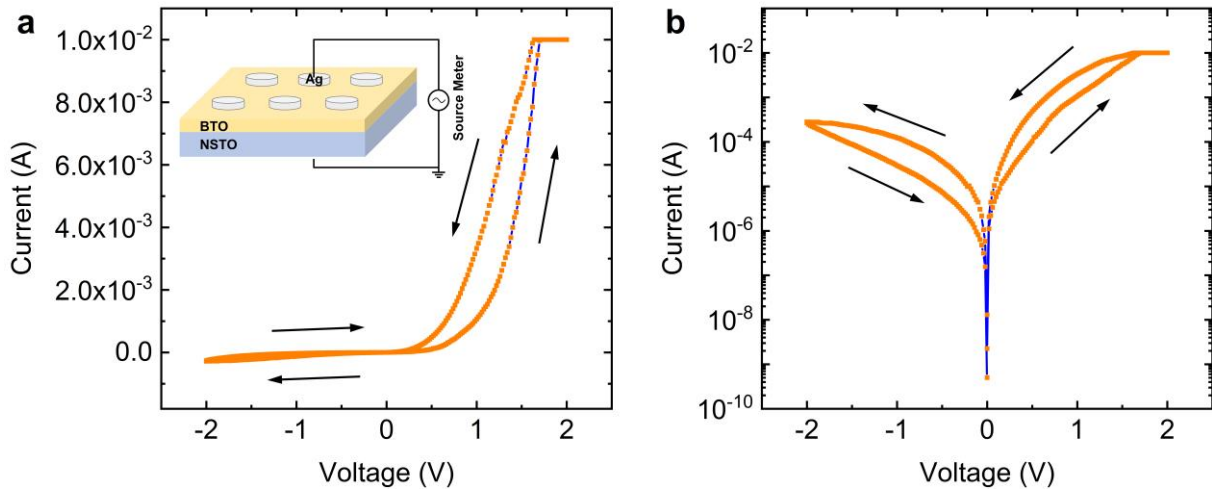 a
Current (A)
1.0x10⁻²
8.0x10⁻³
6.0x10⁻³
4.0x10⁻³
2.0x10⁻³
0.0
-2
-1
0
1
2
Voltage (V)
Ag
BTO
NSTO
Source Meter
b
Current (A)
10⁻²
10⁻⁴
10⁻⁶
10⁻⁸
10⁻¹⁰
-2
-1
0
1
2
Voltage (V)